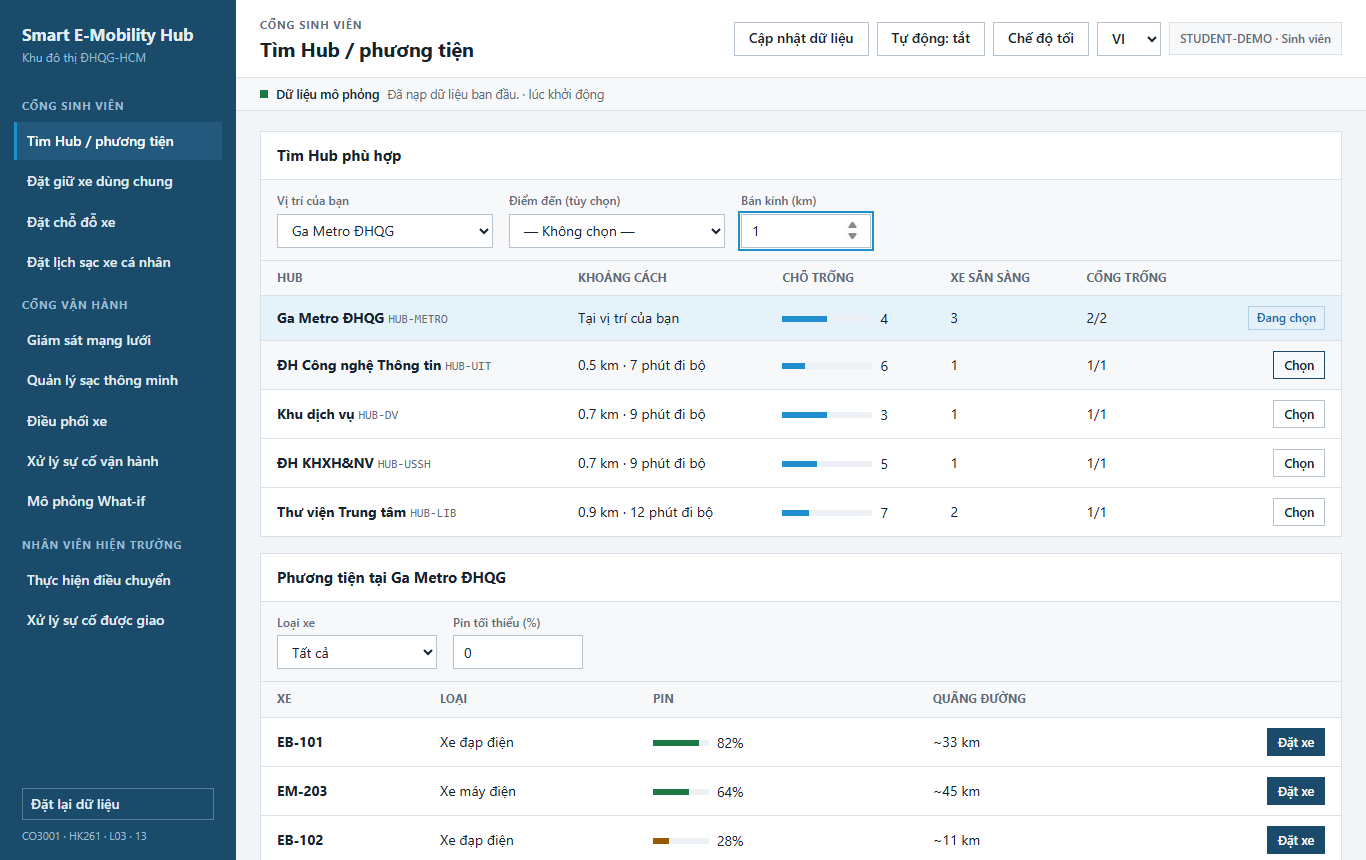 Smart E-Mobility Hub
Khu đô thị ĐHQG-HCM
CỔNG SINH VIÊN
Tìm Hub / phương tiện
Đặt giữ xe dùng chung
Đặt chỗ đỗ xe
Đặt lịch sạc xe cá nhân
CỔNG VẬN HÀNH
Giám sát mạng lưới
Quản lý sạc thông minh
Điều phối xe
Xử lý sự cố vận hành
Mô phỏng What-if
NHÂN VIÊN HIỆN TRƯỜNG
Thực hiện điều chuyển
Xử lý sự cố được giao
Đặt lại dữ liệu
CO3001 · HK261 · L03 · 13
CỔNG SINH VIÊN
Tìm Hub / phương tiện
Cập nhật dữ liệu
Tự động: tắt
Chế độ tối
VI
STUDENT-DEMO · Sinh viên
Dữ liệu mô phỏng Đã nạp dữ liệu ban đầu. · lúc khởi động
Tìm Hub phù hợp
Vị trí của bạn Điểm đến (tùy chọn) Bán kính (km)
Ga Metro ĐHQG — Không chọn — 1
HUB KHOẢNG CÁCH CHỖ TRỐNG XE SẴN SÀNG CỔNG TRỐNG
Ga Metro ĐHQG HUB-METRO Tại vị trí của bạn 4 3 2/2 Đang chọn
ĐH Công nghệ Thông tin HUB-UIT 0.5 km · 7 phút đi bộ 6 1 1/1 Chọn
Khu dịch vụ HUB-DV 0.7 km · 9 phút đi bộ 3 1 1/1 Chọn
ĐH KHXH&NV HUB-USSH 0.7 km · 9 phút đi bộ 5 1 1/1 Chọn
Thư viện Trung tâm HUB-LIB 0.9 km · 12 phút đi bộ 7 2 1/1 Chọn
Phương tiện tại Ga Metro ĐHQG
Loại xe Pin tối thiểu (%)
Tất cả 0
XE LOẠI PIN QUÃNG ĐƯỜNG
EB-101 Xe đạp điện 82% ~33 km Đặt xe
EM-203 Xe máy điện 64% ~45 km Đặt xe
EB-102 Xe đạp điện 28% ~11 km Đặt xe